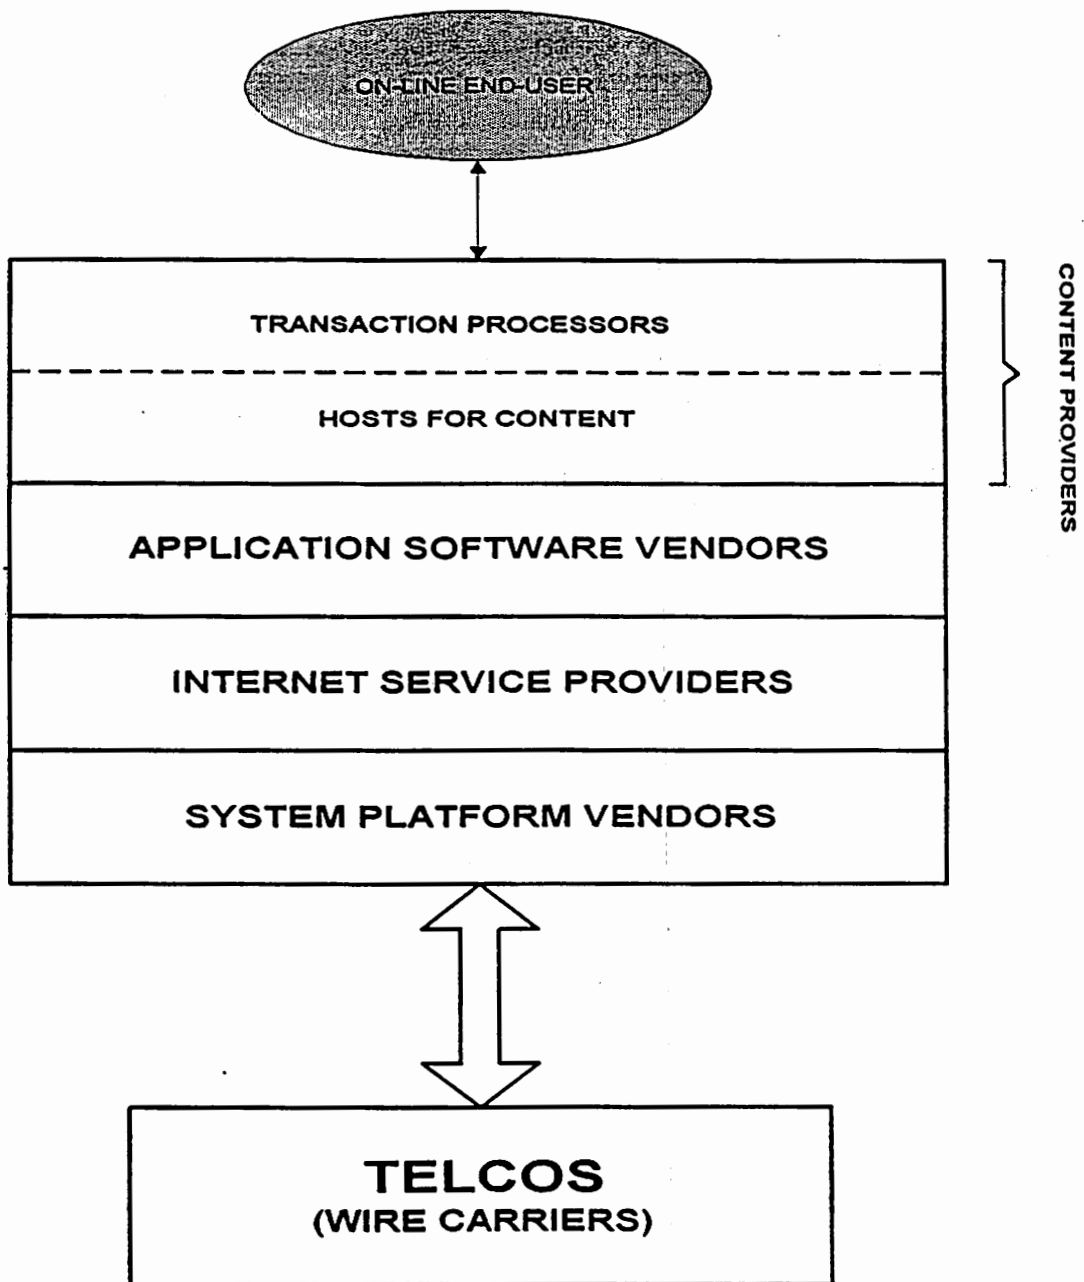 ON-LINE END-USER
TRANSACTION PROCESSORS
HOSTS FOR CONTENT
CONTENT PROVIDERS
APPLICATION SOFTWARE VENDORS
INTERNET SERVICE PROVIDERS
SYSTEM PLATFORM VENDORS
TELCOS
(WIRE CARRIERS)